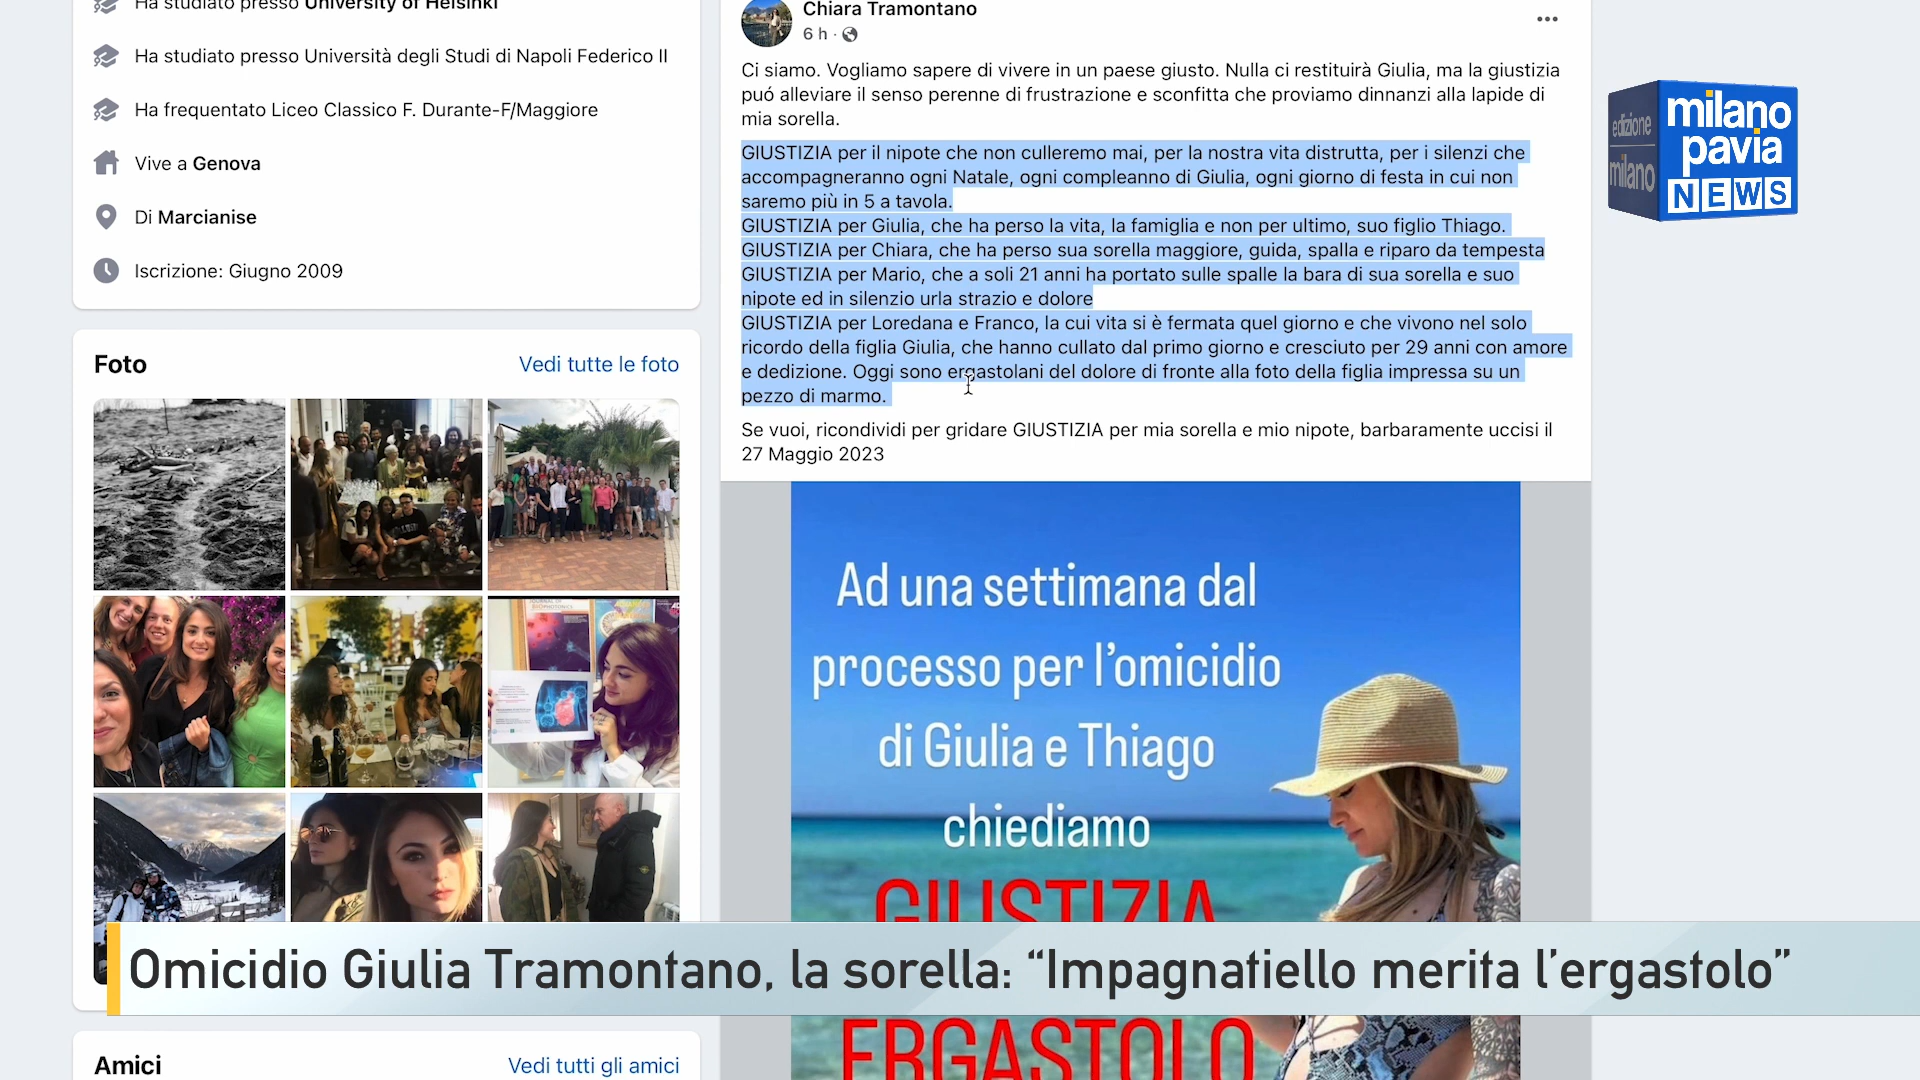 Ha studiato presso University of Helsinki
Ha studiato presso Università degli Studi di Napoli Federico II
Ha frequentato Liceo Classico F. Durante-F/Maggiore
Vive a Genova
Di Marcianise
Iscrizione: Giugno 2009
Foto
Vedi tutte le foto
Amici
Vedi tutti gli amici
Chiara Tramontano
6 h ·
Ci siamo. Vogliamo sapere di vivere in un paese giusto. Nulla ci restituirà Giulia, ma la giustizia
puó alleviare il senso perenne di frustrazione e sconfitta che proviamo dinnanzi alla lapide di
mia sorella.
GIUSTIZIA per il nipote che non culleremo mai, per la nostra vita distrutta, per i silenzi che
accompagneranno ogni Natale, ogni compleanno di Giulia, ogni giorno di festa in cui non
saremo più in 5 a tavola.
GIUSTIZIA per Giulia, che ha perso la vita, la famiglia e non per ultimo, suo figlio Thiago.
GIUSTIZIA per Chiara, che ha perso sua sorella maggiore, guida, spalla e riparo da tempesta
GIUSTIZIA per Mario, che a soli 21 anni ha portato sulle spalle la bara di sua sorella e suo
nipote ed in silenzio urla strazio e dolore
GIUSTIZIA per Loredana e Franco, la cui vita si è fermata quel giorno e che vivono nel solo
ricordo della figlia Giulia, che hanno cullato dal primo giorno e cresciuto per 29 anni con amore
e dedizione. Oggi sono ergastolani del dolore di fronte alla foto della figlia impressa su un
pezzo di marmo.
Se vuoi, ricondividi per gridare GIUSTIZIA per mia sorella e mio nipote, barbaramente uccisi il
27 Maggio 2023
Ad una settimana dal
processo per l'omicidio
di Giulia e Thiago
chiediamo
GIUSTIZIA
ERGASTOLO
edizione
milano
milano
pavia
NEWS
Omicidio Giulia Tramontano, la sorella: “Impagnatiello merita l'ergastolo”